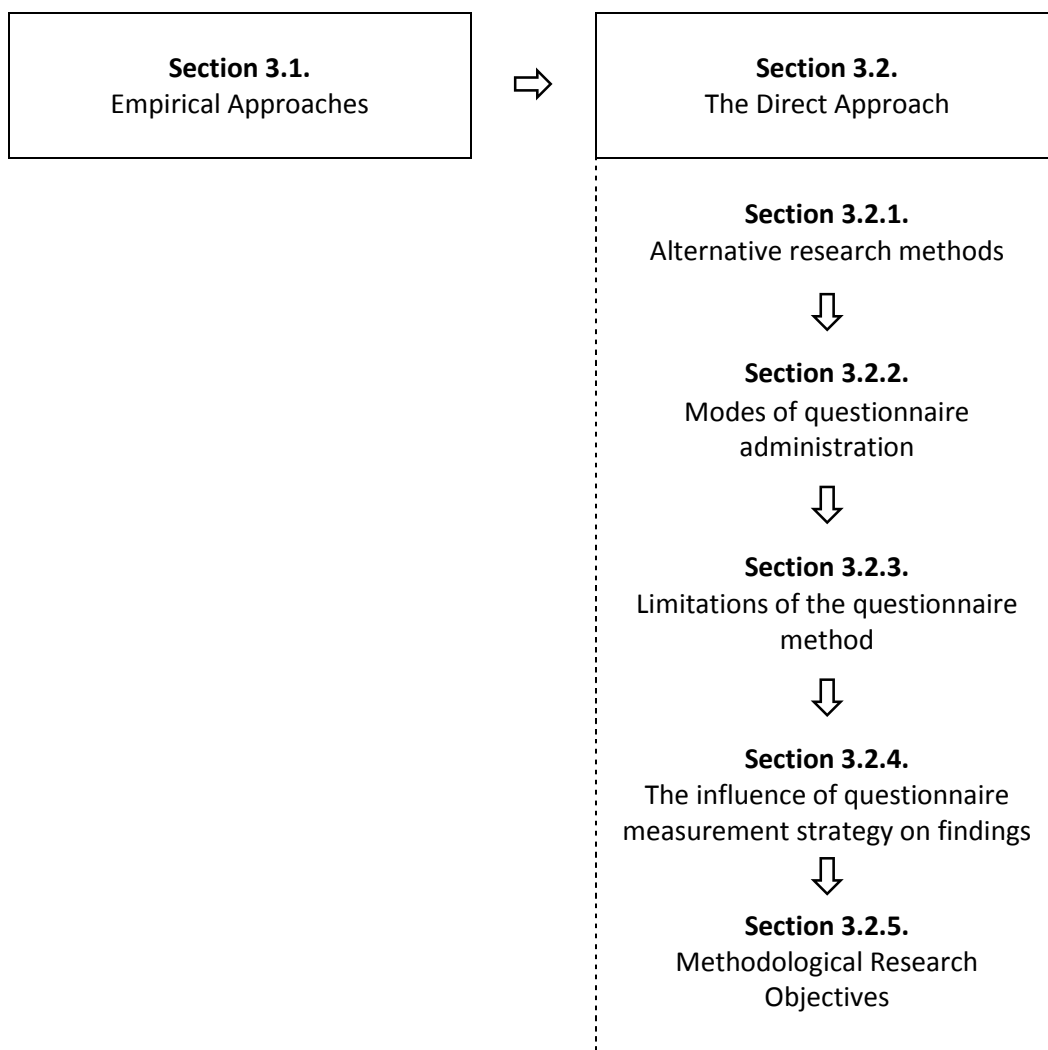 Section 3.1.
Empirical Approaches
Section 3.2.
The Direct Approach
Section 3.2.1.
Alternative research methods
Section 3.2.2.
Modes of questionnaire
administration
Section 3.2.3.
Limitations of the questionnaire
method
Section 3.2.4.
The influence of questionnaire
measurement strategy on findings
Section 3.2.5.
Methodological Research
Objectives